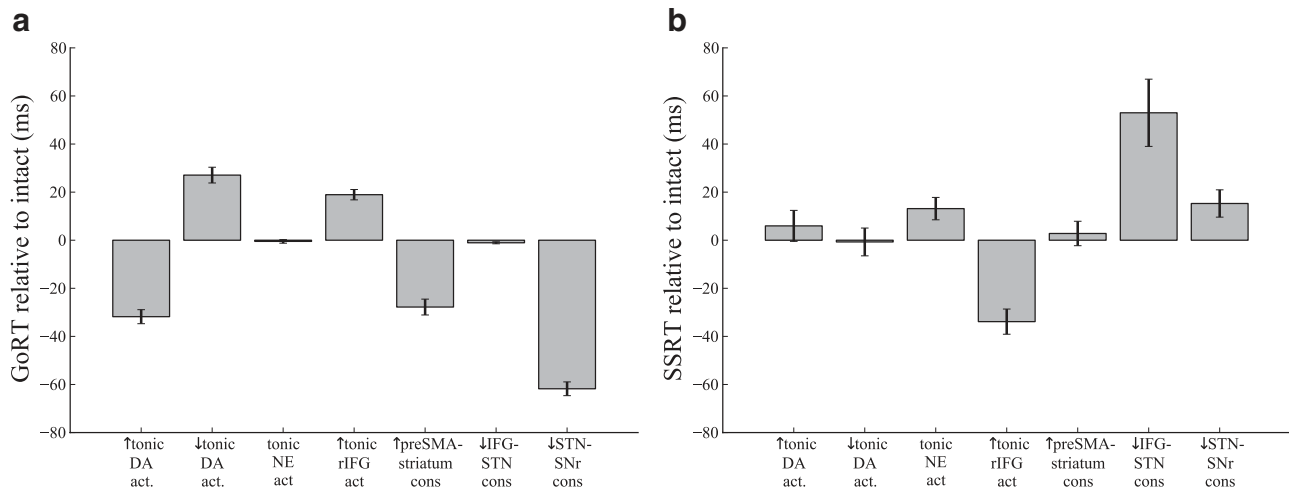 a
GoRT relative to intact (ms)
80
60
40
20
0
−20
−40
−60
−80
↑tonic
DA
act.
↓tonic
DA
act.
tonic
NE
act
↑tonic
rIFG
act
↑preSMA-
striatum
cons
↓IFG-
STN
cons
↓STN-
SNr
cons
b
SSRT relative to intact (ms)
80
60
40
20
0
−20
−40
−60
−80
↑tonic
DA
act.
↓tonic
DA
act.
tonic
NE
act
↑tonic
rIFG
act
↑preSMA-
striatum
cons
↓IFG-
STN
cons
↓STN-
SNr
cons